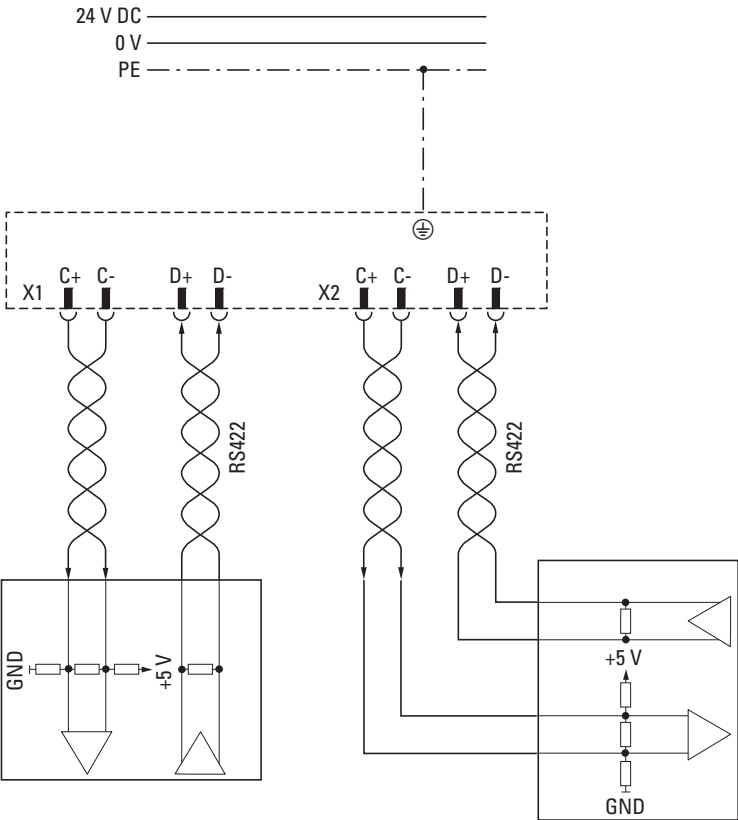 24 V DC
0 V
PE
X1 C+ C- D+ D- X2 C+ C- D+ D-
RS422
RS422
GND
+5 V
+5 V
GND